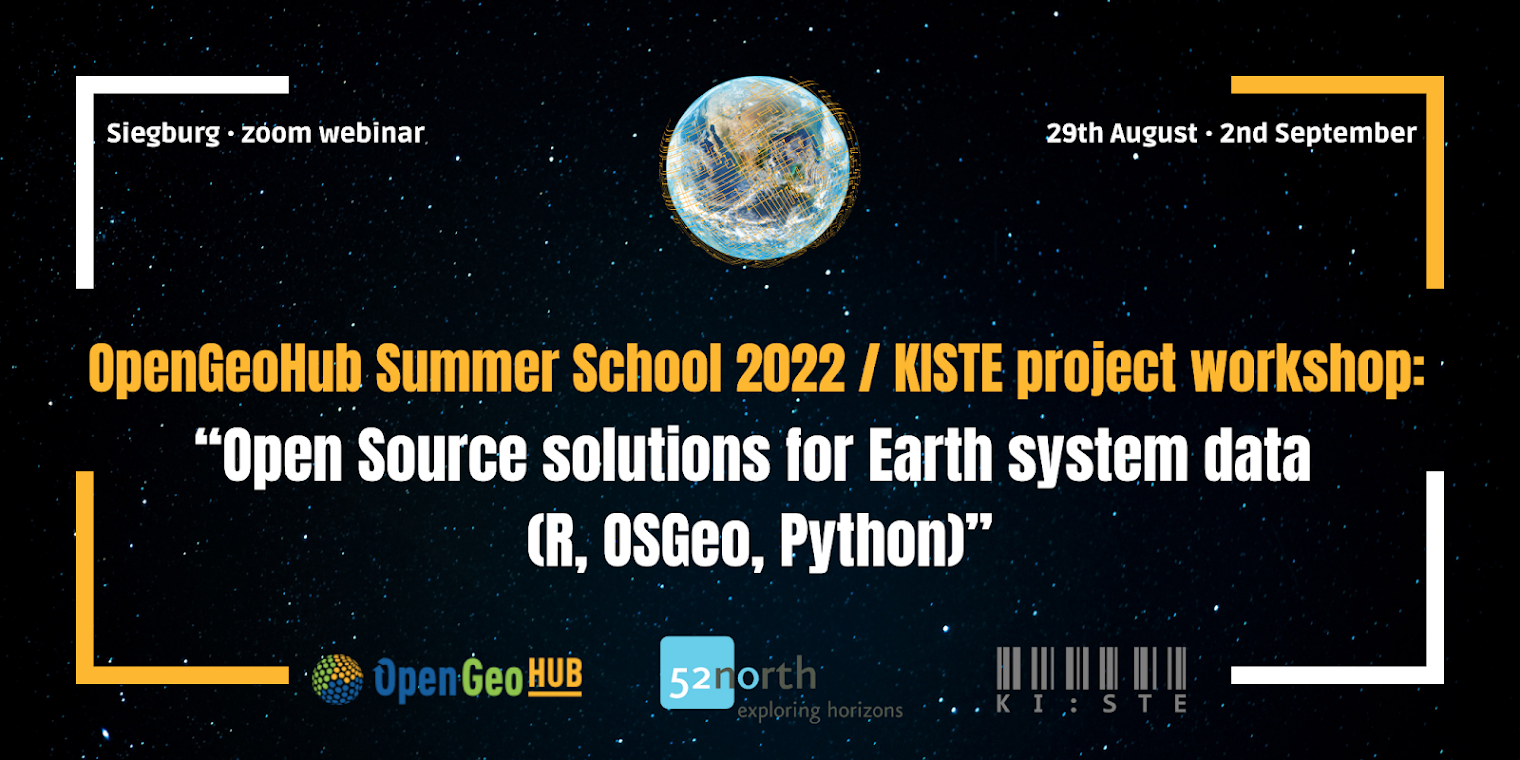 Siegburg · zoom webinar
29th August · 2nd September
OpenGeoHub Summer School 2022 / KISTE project workshop:
“Open Source solutions for Earth system data
(R, OSGeo, Python)”
OpenGeoHUB
52north
exploring horizons
KI:STE